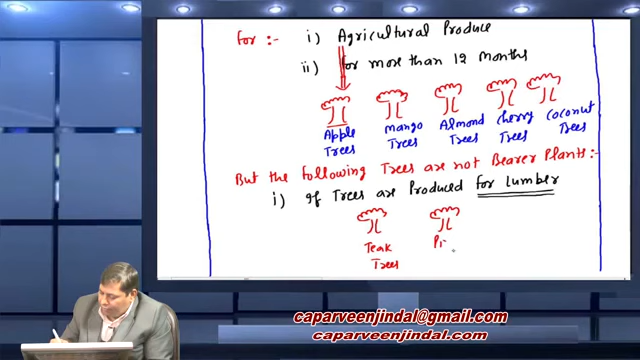 For :- i) Agricultural Produce
ii) for more than 12 Months
Apple Trees
mango Trees
Almond Trees
cherry Trees
coconut Trees
But the following Trees are not Bearer Plants:-
i) If Trees are Produced for lumber
Teak Trees
Pi
caparveenjindal@gmail.com
caparveenjindal.com